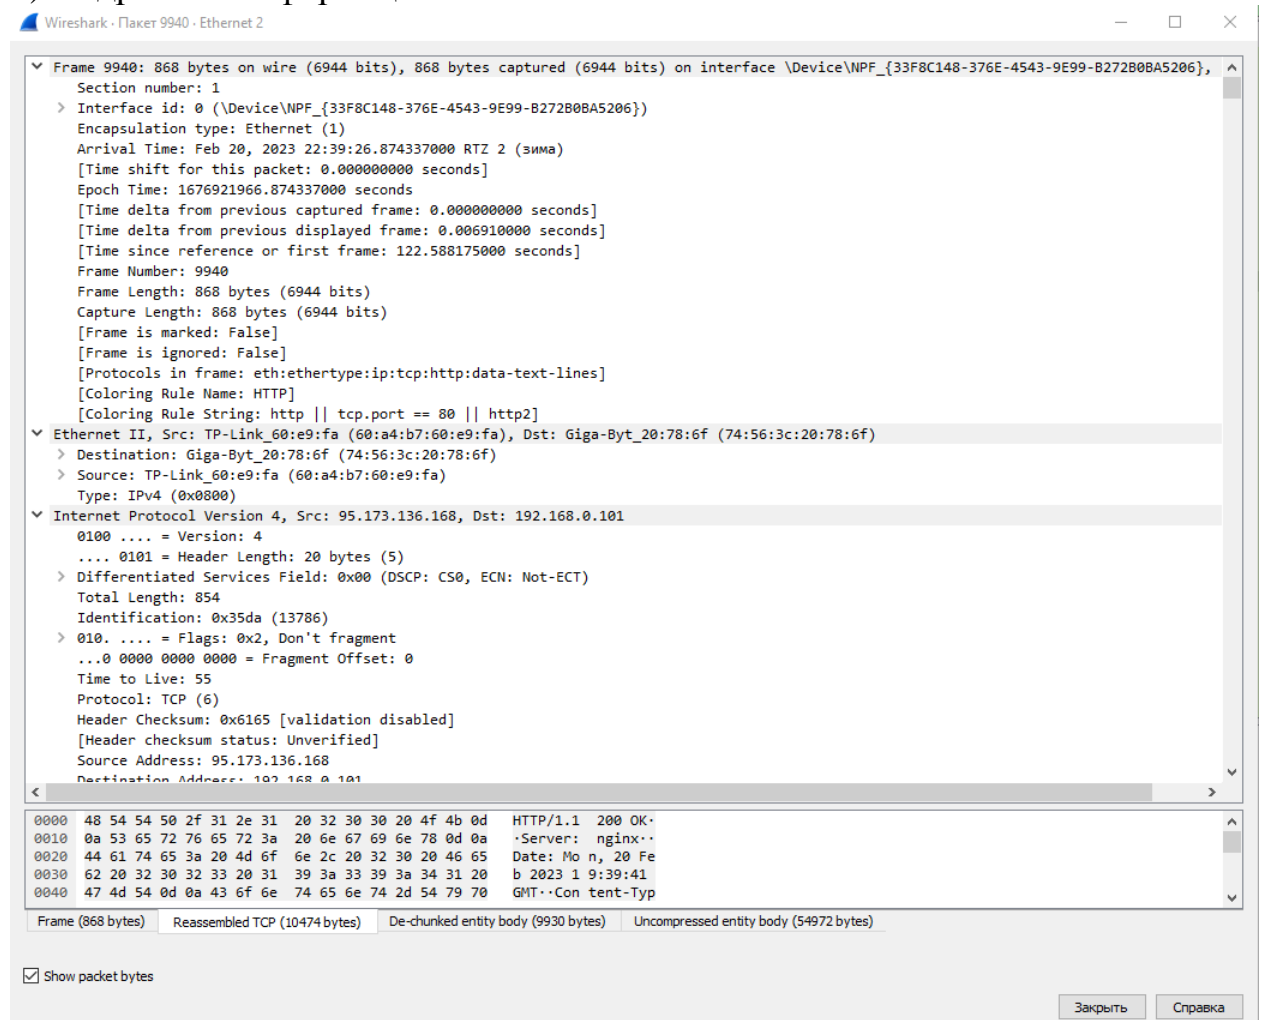 Wireshark · Пакет 9940 · Ethernet 2
Frame 9940: 868 bytes on wire (6944 bits), 868 bytes captured (6944 bits) on interface \Device\NPF_{33F8C148-376E-4543-9E99-B272B0BA5206},
Section number: 1
Interface id: 0 (\Device\NPF_{33F8C148-376E-4543-9E99-B272B0BA5206})
Encapsulation type: Ethernet (1)
Arrival Time: Feb 20, 2023 22:39:26.874337000 RTZ 2 (зима)
[Time shift for this packet: 0.000000000 seconds]
Epoch Time: 1676921966.874337000 seconds
[Time delta from previous captured frame: 0.000000000 seconds]
[Time delta from previous displayed frame: 0.006910000 seconds]
[Time since reference or first frame: 122.588175000 seconds]
Frame Number: 9940
Frame Length: 868 bytes (6944 bits)
Capture Length: 868 bytes (6944 bits)
[Frame is marked: False]
[Frame is ignored: False]
[Protocols in frame: eth:ethertype:ip:tcp:http:data-text-lines]
[Coloring Rule Name: HTTP]
[Coloring Rule String: http || tcp.port == 80 || http2]
Ethernet II, Src: TP-Link_60:e9:fa (60:a4:b7:60:e9:fa), Dst: Giga-Byt_20:78:6f (74:56:3c:20:78:6f)
Destination: Giga-Byt_20:78:6f (74:56:3c:20:78:6f)
Source: TP-Link_60:e9:fa (60:a4:b7:60:e9:fa)
Type: IPv4 (0x0800)
Internet Protocol Version 4, Src: 95.173.136.168, Dst: 192.168.0.101
0100 .... = Version: 4
.... 0101 = Header Length: 20 bytes (5)
Differentiated Services Field: 0x00 (DSCP: CS0, ECN: Not-ECT)
Total Length: 854
Identification: 0x35da (13786)
010. .... = Flags: 0x2, Don't fragment
...0 0000 0000 0000 = Fragment Offset: 0
Time to Live: 55
Protocol: TCP (6)
Header Checksum: 0x6165 [validation disabled]
[Header checksum status: Unverified]
Source Address: 95.173.136.168
Destination Address: 192.168.0.101
0000 48 54 54 50 2f 31 2e 31 20 32 30 30 20 4f 4b 0d HTTP/1.1 200 OK·
0010 0a 53 65 72 76 65 72 3a 20 6e 67 69 6e 78 0d 0a ·Server: nginx··
0020 44 61 74 65 3a 20 4d 6f 6e 2c 20 32 30 20 46 65 Date: Mo n, 20 Fe
0030 62 20 32 30 32 33 20 31 39 3a 33 39 3a 34 31 20 b 2023 1 9:39:41
0040 47 4d 54 0d 0a 43 6f 6e 74 65 6e 74 2d 54 79 70 GMT··Con tent-Typ
Frame (868 bytes) Reassembled TCP (10474 bytes) De-chunked entity body (9930 bytes) Uncompressed entity body (54972 bytes)
Show packet bytes
Закрыть Справка